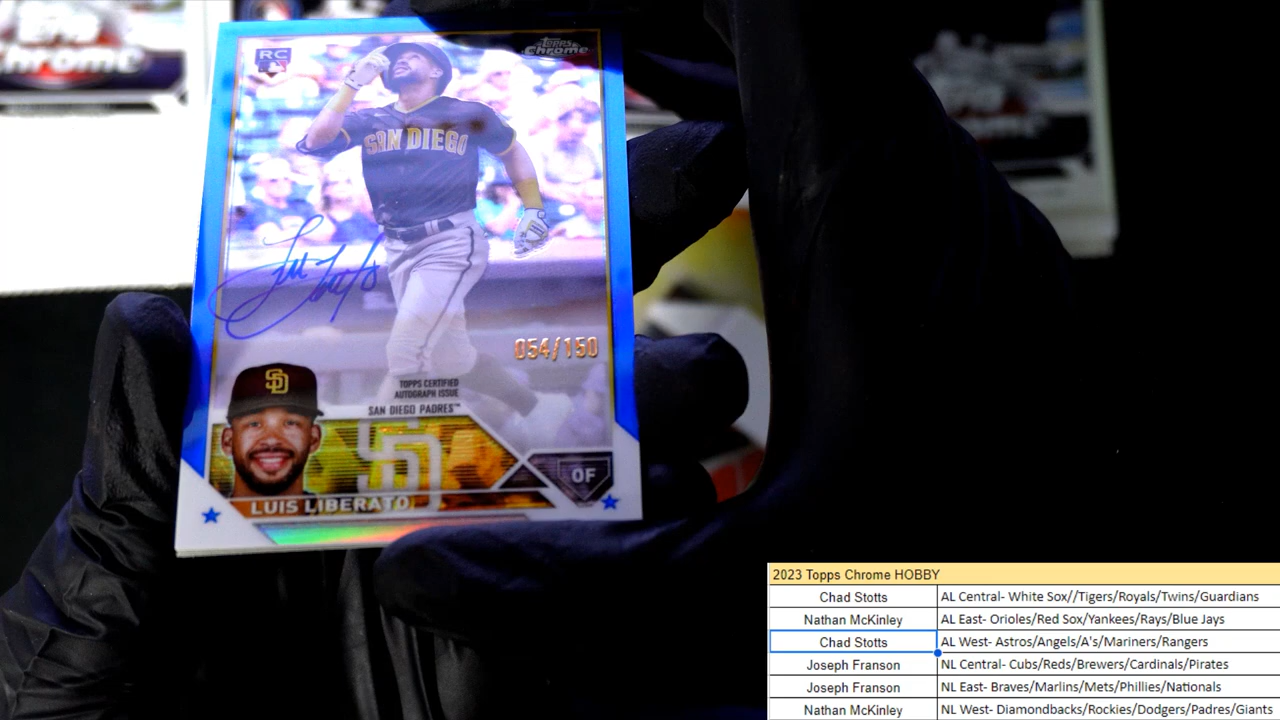 RC
TOPPS
Chrome
SAN DIEGO
054/150
TOPPS CERTIFIED
AUTOGRAPH ISSUE
SAN DIEGO PADRES™
SD
SD
OF
LUIS LIBERATO
2023 Topps Chrome HOBBY
Chad Stotts AL Central- White Sox//Tigers/Royals/Twins/Guardians
Nathan McKinley AL East- Orioles/Red Sox/Yankees/Rays/Blue Jays
Chad Stotts AL West- Astros/Angels/A's/Mariners/Rangers
Joseph Franson NL Central- Cubs/Reds/Brewers/Cardinals/Pirates
Joseph Franson NL East- Braves/Marlins/Mets/Phillies/Nationals
Nathan McKinley NL West- Diamondbacks/Rockies/Dodgers/Padres/Giants